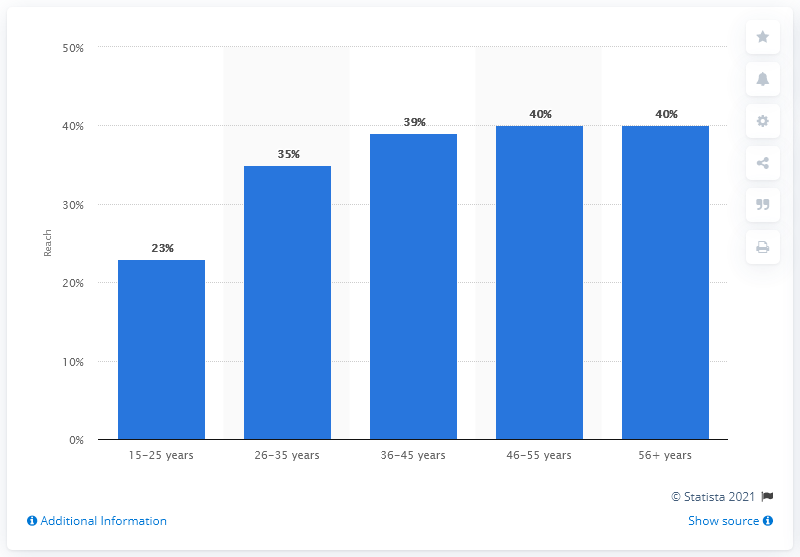 50%
40%
30%
20%
10%
0%
Reach
23%
35%
39%
40%
40%
15-25 years
26-35 years
36-45 years
46-55 years
56+ years
© Statista 2021
Additional Information
Show source